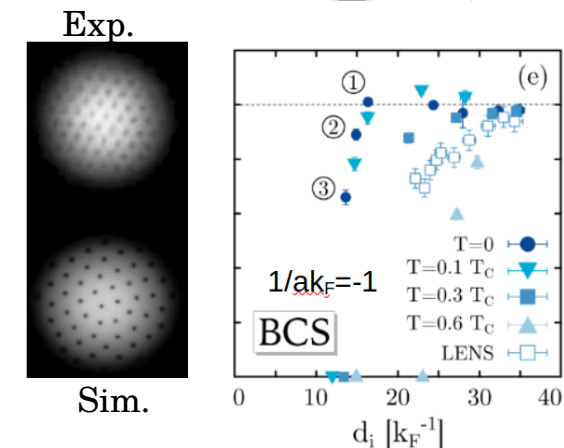 Exp.
Sim.
(e)
①
②
③
T=0
T=0.1 T_C
T=0.3 T_C
T=0.6 T_C
LENS
1/ak_F=-1
BCS
0 10 20 30 40
d_i [k_F^-1]